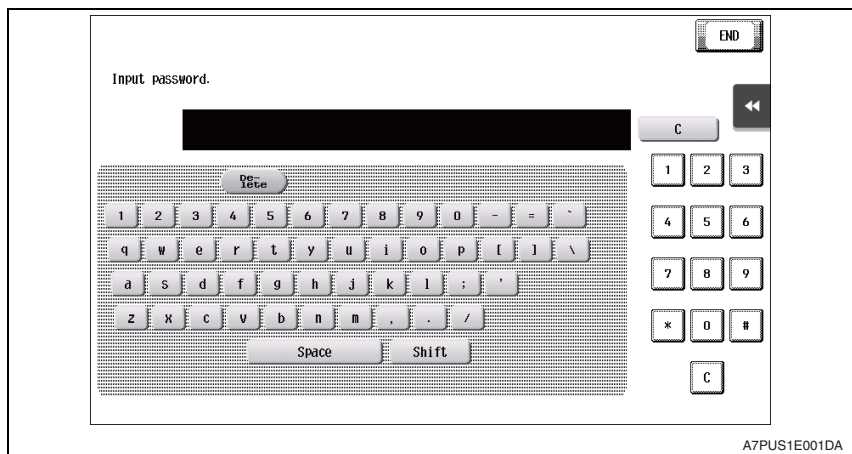 END
Input password.
C
De-
lete
1 2 3
1 2 3 4 5 6 7 8 9 0 - = `
4 5 6
q w e r t y u i o p [ ] \
a s d f g h j k l ; '
7 8 9
z x c v b n m , . /
* 0 #
Space Shift
C
A7PUS1E001DA